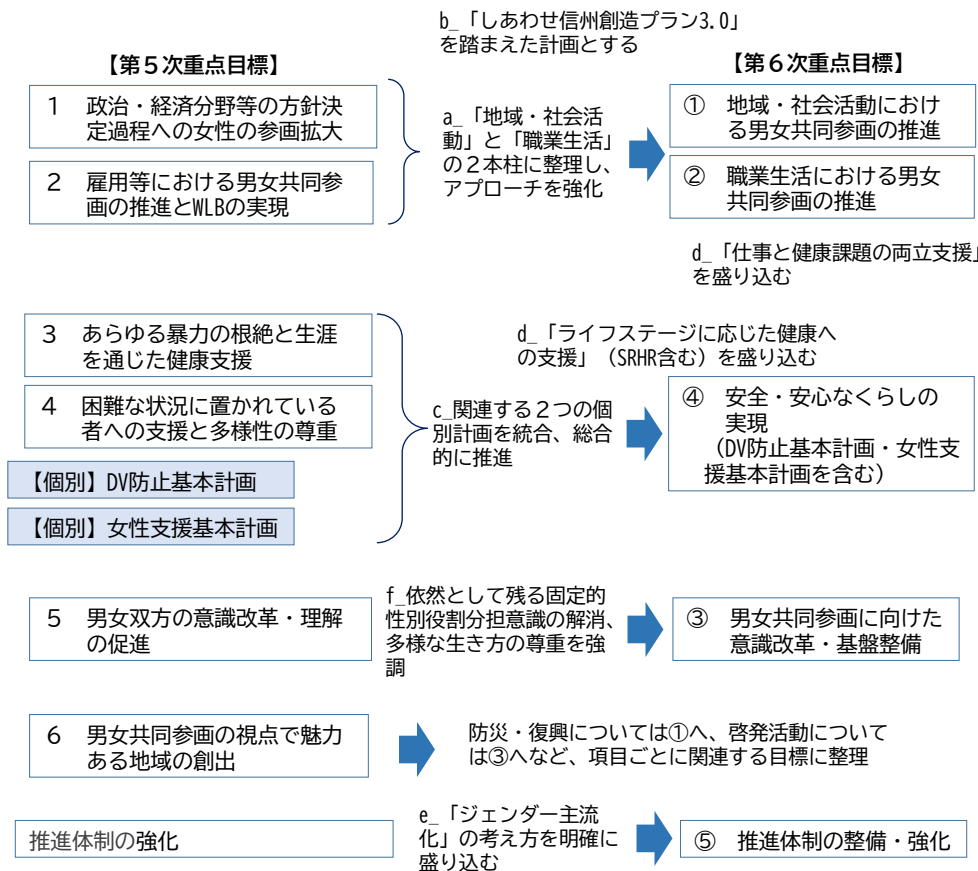 b_「しあわせ信州創造プラン3.0」
を踏まえた計画とする
【第５次重点目標】
【第６次重点目標】
１　政治・経済分野等の方針決
定過程への女性の参画拡大
２　雇用等における男女共同参
画の推進とWLBの実現
a_「地域・社会活
動」と「職業生活」
の２本柱に整理し、
アプローチを強化
①　地域・社会活動におけ
る男女共同参画の推進
②　職業生活における男女
共同参画の推進
d_「仕事と健康課題の両立支援」
を盛り込む
３　あらゆる暴力の根絶と生涯
を通じた健康支援
４　困難な状況に置かれている
者への支援と多様性の尊重
【個別】DV防止基本計画
【個別】女性支援基本計画
d_「ライフステージに応じた健康へ
の支援」（SRHR含む）を盛り込む
c_関連する２つの個
別計画を統合、総合
的に推進
④　安全・安心なくらしの
実現
（DV防止基本計画・女性支
援基本計画を含む）
５　男女双方の意識改革・理解
の促進
f_依然として残る固定的
性別役割分担意識の解消、
多様な生き方の尊重を強
調
③　男女共同参画に向けた
意識改革・基盤整備
６　男女共同参画の視点で魅力
ある地域の創出
防災・復興については①へ、啓発活動について
は③へなど、項目ごとに関連する目標に整理
推進体制の強化
e_「ジェンダー主流
化」の考え方を明確に
盛り込む
⑤　推進体制の整備・強化